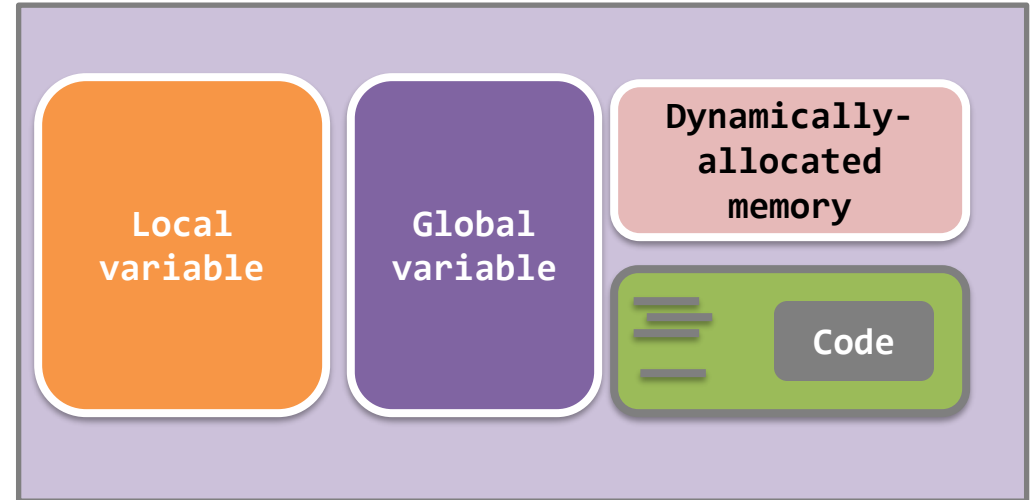 Local
variable
Global
variable
Dynamically-
allocated
memory
Code